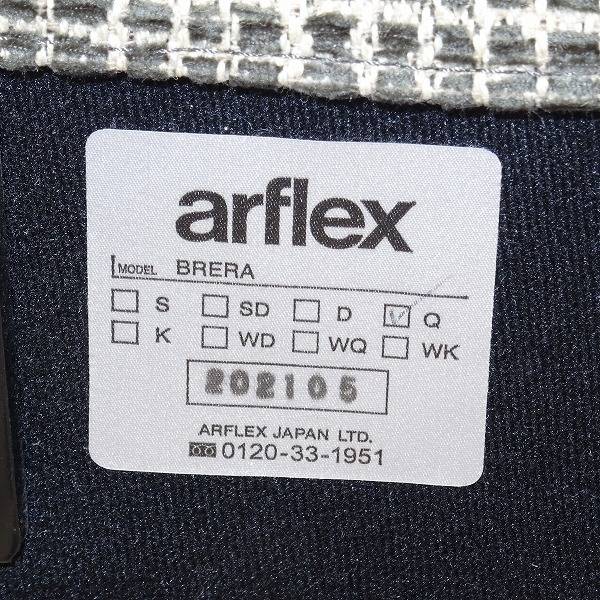 arflex
MODEL BRERA
S SD D Q
K WD WQ WK
202105
ARFLEX JAPAN LTD.
0120-33-1951